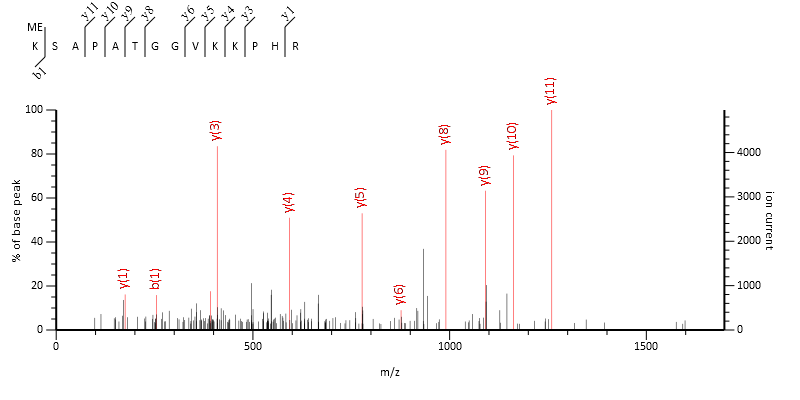 y11 y10 y9 y8 y6 y5 y4 y3 y1
ME
K S A P A T G G V K K P H R
b1
y(11)
y(3)
y(8)
y(10)
y(9)
y(5)
y(4)
y(1)
b(1)
y(6)
100
80
60
40
20
0
% of base peak
4000
3000
2000
1000
0
ion current
0 500 1000 1500
m/z